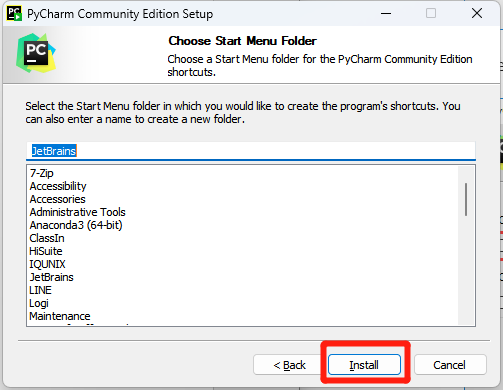 PC
PyCharm Community Edition Setup
PC
Choose Start Menu Folder
Choose a Start Menu folder for the PyCharm Community Edition
shortcuts.
Select the Start Menu folder in which you would like to create the program's shortcuts. You
can also enter a name to create a new folder.
JetBrains
7-Zip
Accessibility
Accessories
Administrative Tools
Anaconda3 (64-bit)
ClassIn
HiSuite
IQUNIX
JetBrains
LINE
Logi
Maintenance
< Back
Install
Cancel